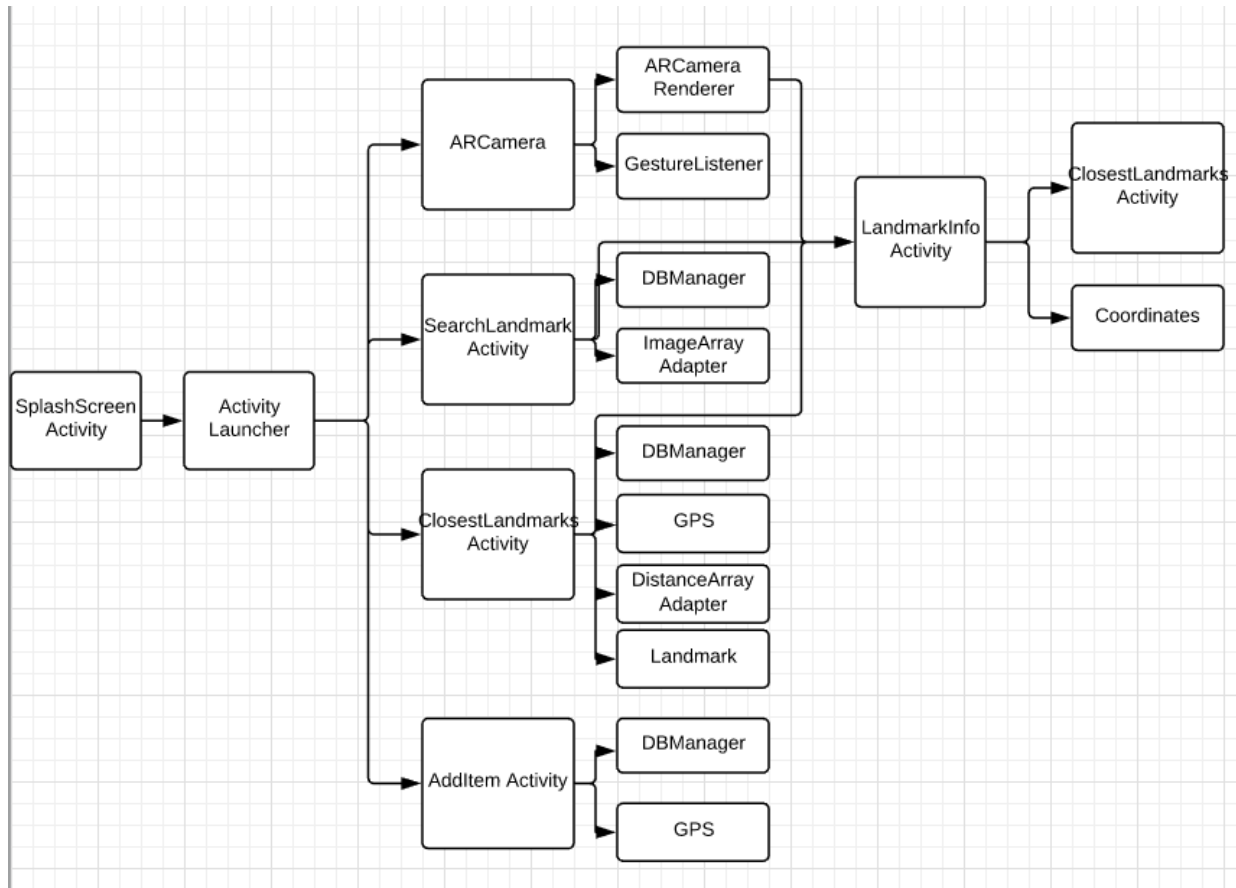 SplashScreen
Activity
Activity
Launcher
ARCamera
ARCamera
Renderer
GestureListener
SearchLandmark
Activity
DBManager
ImageArray
Adapter
ClosestLandmarks
Activity
DBManager
GPS
DistanceArray
Adapter
Landmark
AddItem Activity
DBManager
GPS
LandmarkInfo
Activity
ClosestLandmarks
Activity
Coordinates